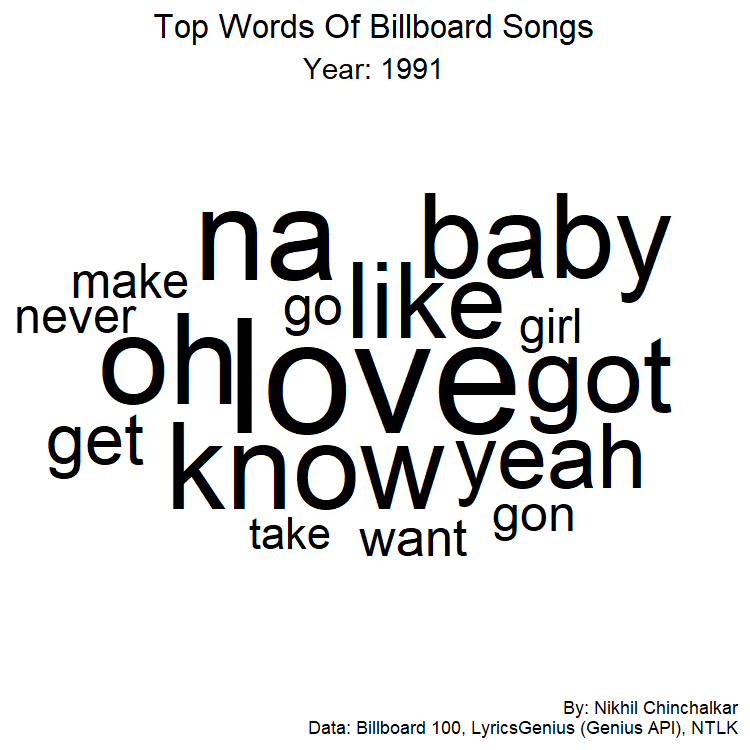 Top Words Of Billboard Songs
Year: 1991
na baby
make
never
go like
girl
oh love got
get
know yeah
gon
take want
By: Nikhil Chinchalkar
Data: Billboard 100, LyricsGenius (Genius API), NTLK